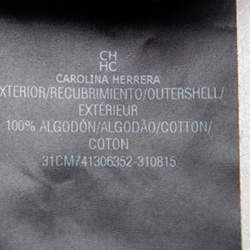 CH
HC
CAROLINA HERRERA
EXTERIOR/RECUBRIMIENTO/OUTERSHELL/
EXTÉRIEUR
100% ALGODÓN/ALGODÃO/COTTON/
COTON
31CM741306352-310815